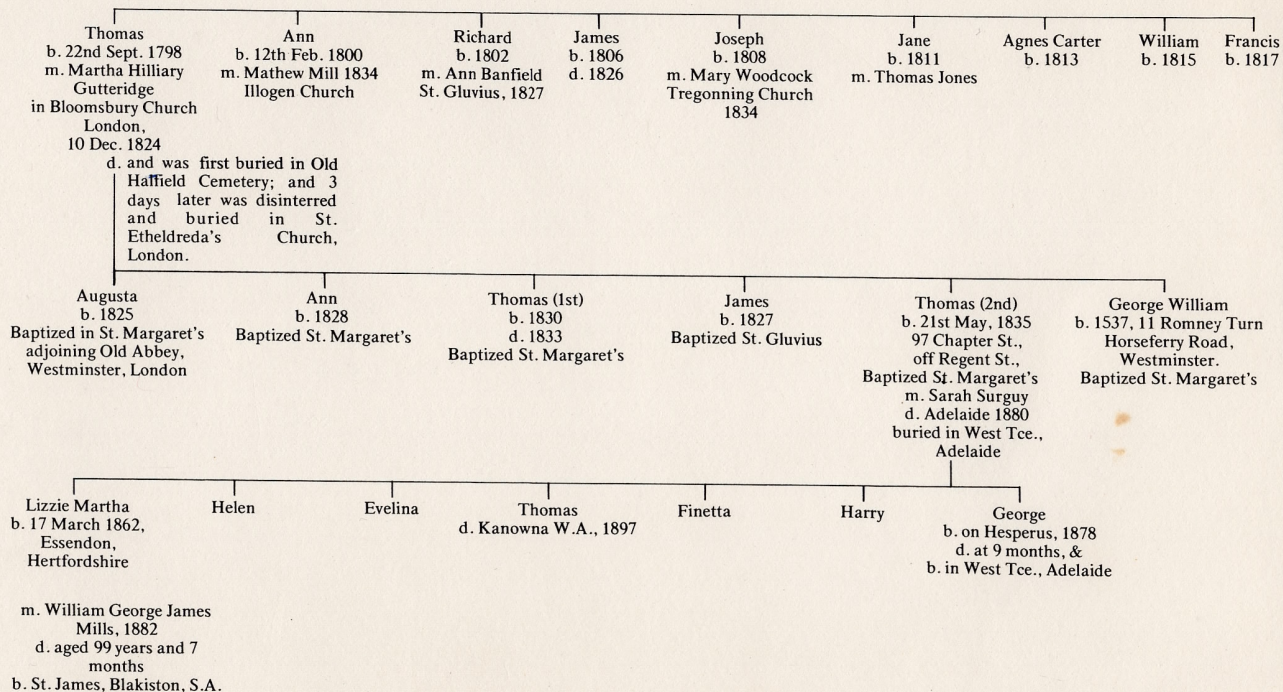 Thomas
b. 22nd Sept. 1798
m. Martha Hilliary
Gutteridge
in Bloomsbury Church
London,
10 Dec. 1824
d. and was first buried in Old
Hatfield Cemetery; and 3
days later was disinterred
and buried in St.
Etheldreda's Church,
London.
Ann
b. 12th Feb. 1800
m. Mathew Mill 1834
Illogen Church
Richard
b. 1802
m. Ann Banfield
St. Gluvius, 1827
James
b. 1806
d. 1826
Joseph
b. 1808
m. Mary Woodcock
Tregonning Church
1834
Jane
b. 1811
m. Thomas Jones
Agnes Carter
b. 1813
William
b. 1815
Francis
b. 1817
Augusta
b. 1825
Baptized in St. Margaret's
adjoining Old Abbey,
Westminster, London
Ann
b. 1828
Baptized St. Margaret's
Thomas (1st)
b. 1830
d. 1833
Baptized St. Margaret's
James
b. 1827
Baptized St. Gluvius
Thomas (2nd)
b. 21st May, 1835
97 Chapter St.,
off Regent St.,
Baptized St. Margaret's
m. Sarah Surguy
d. Adelaide 1880
buried in West Tce.,
Adelaide
George William
b. 1537, 11 Romney Turn
Horseferry Road,
Westminster.
Baptized St. Margaret's
Lizzie Martha
b. 17 March 1862,
Essendon,
Hertfordshire
m. William George James
Mills, 1882
d. aged 99 years and 7
months
b. St. James, Blakiston, S.A.
Helen
Evelina
Thomas
d. Kanowna W.A., 1897
Finetta
Harry
George
b. on Hesperus, 1878
d. at 9 months, &
b. in West Tce., Adelaide